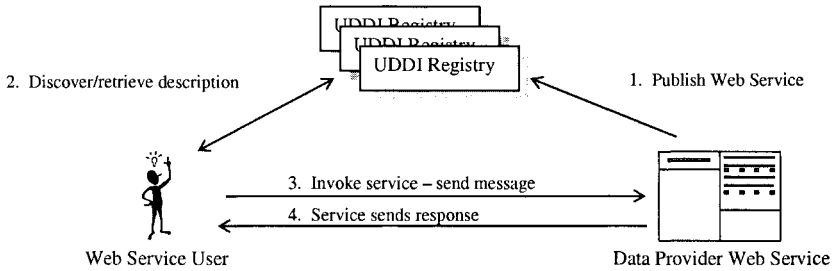 UDDI Registry
UDDI Registry
UDDI Registry
2. Discover/retrieve description
1. Publish Web Service
3. Invoke service – send message
4. Service sends response
Web Service User
Data Provider Web Service